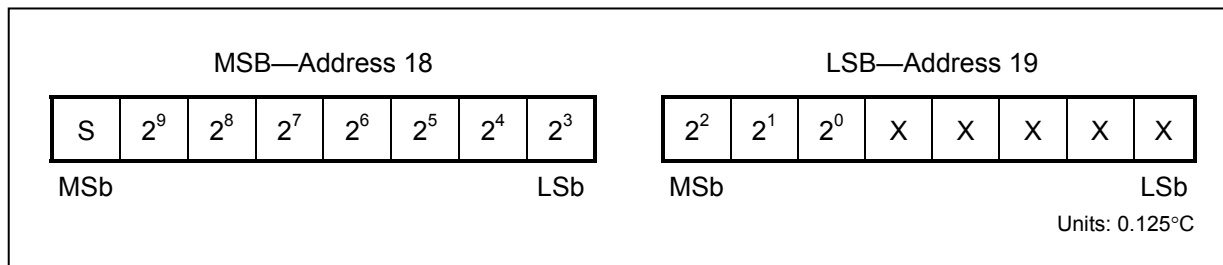 MSB—Address 18 LSB—Address 19
S 2⁹ 2⁸ 2⁷ 2⁶ 2⁵ 2⁴ 2³ 2² 2¹ 2⁰ X X X X X
MSb LSb MSb LSb
Units: 0.125°C